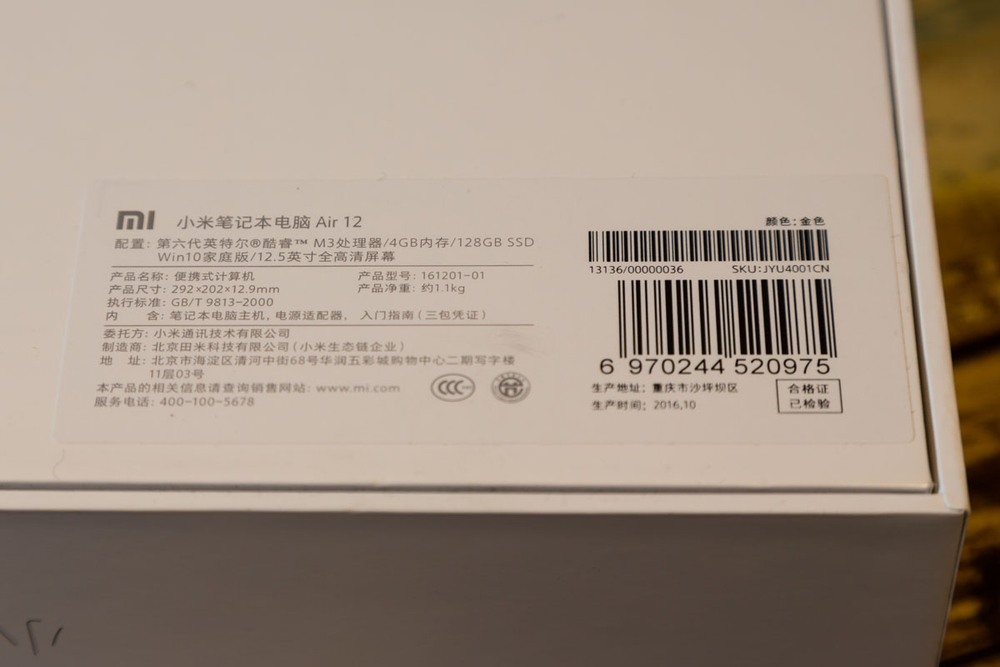 mi 小米笔记本电脑 Air 12
配置: 第六代英特尔®酷睿™ M3处理器/4GB内存/128GB SSD
Win10家庭版/12.5英寸全高清屏幕
产品名称: 便携式计算机 产品型号: 161201-01
产品尺寸: 292×202×12.9mm 产品净重: 约1.1kg
执行标准: GB/T 9813-2000
内 含: 笔记本电脑主机, 电源适配器, 入门指南(三包凭证)
委托方: 小米通讯技术有限公司
制造商: 北京田米科技有限公司(小米生态链企业)
地 址: 北京市海淀区清河中街68号华润五彩城购物中心二期写字楼
11层03号
本产品的相关信息请查询销售网站: www.mi.com
服务电话: 400-100-5678
CCC
颜色: 金色
13136/00000036 SKU:JYU4001CN
6 970244 520975
生产地址: 重庆市沙坪坝区
生产时间: 2016.10
合格证
已检验